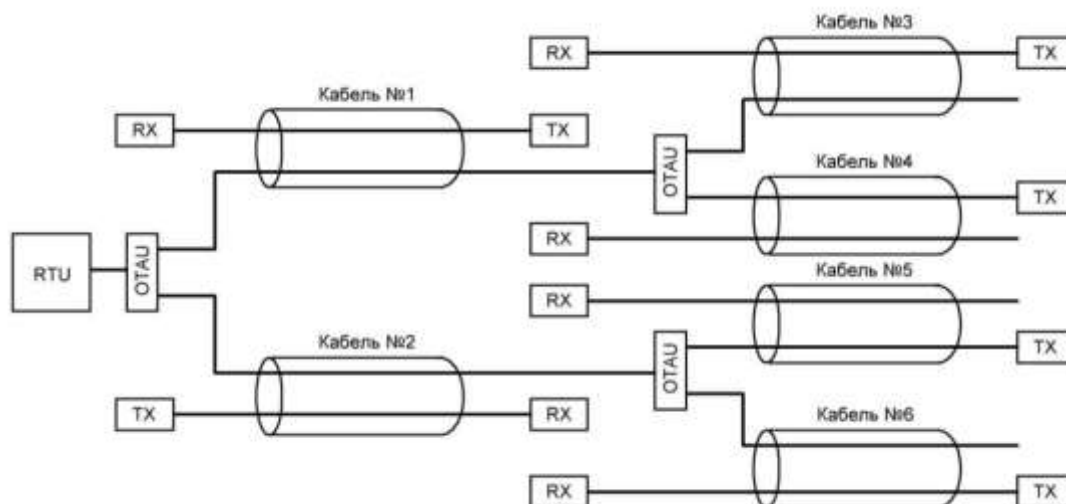 Кабель №3
RX
TX
Кабель №1
RX
TX
OTAU
Кабель №4
TX
RX
RTU
OTAU
Кабель №5
RX
Кабель №2
OTAU
TX
TX
RX
Кабель №6
RX
TX